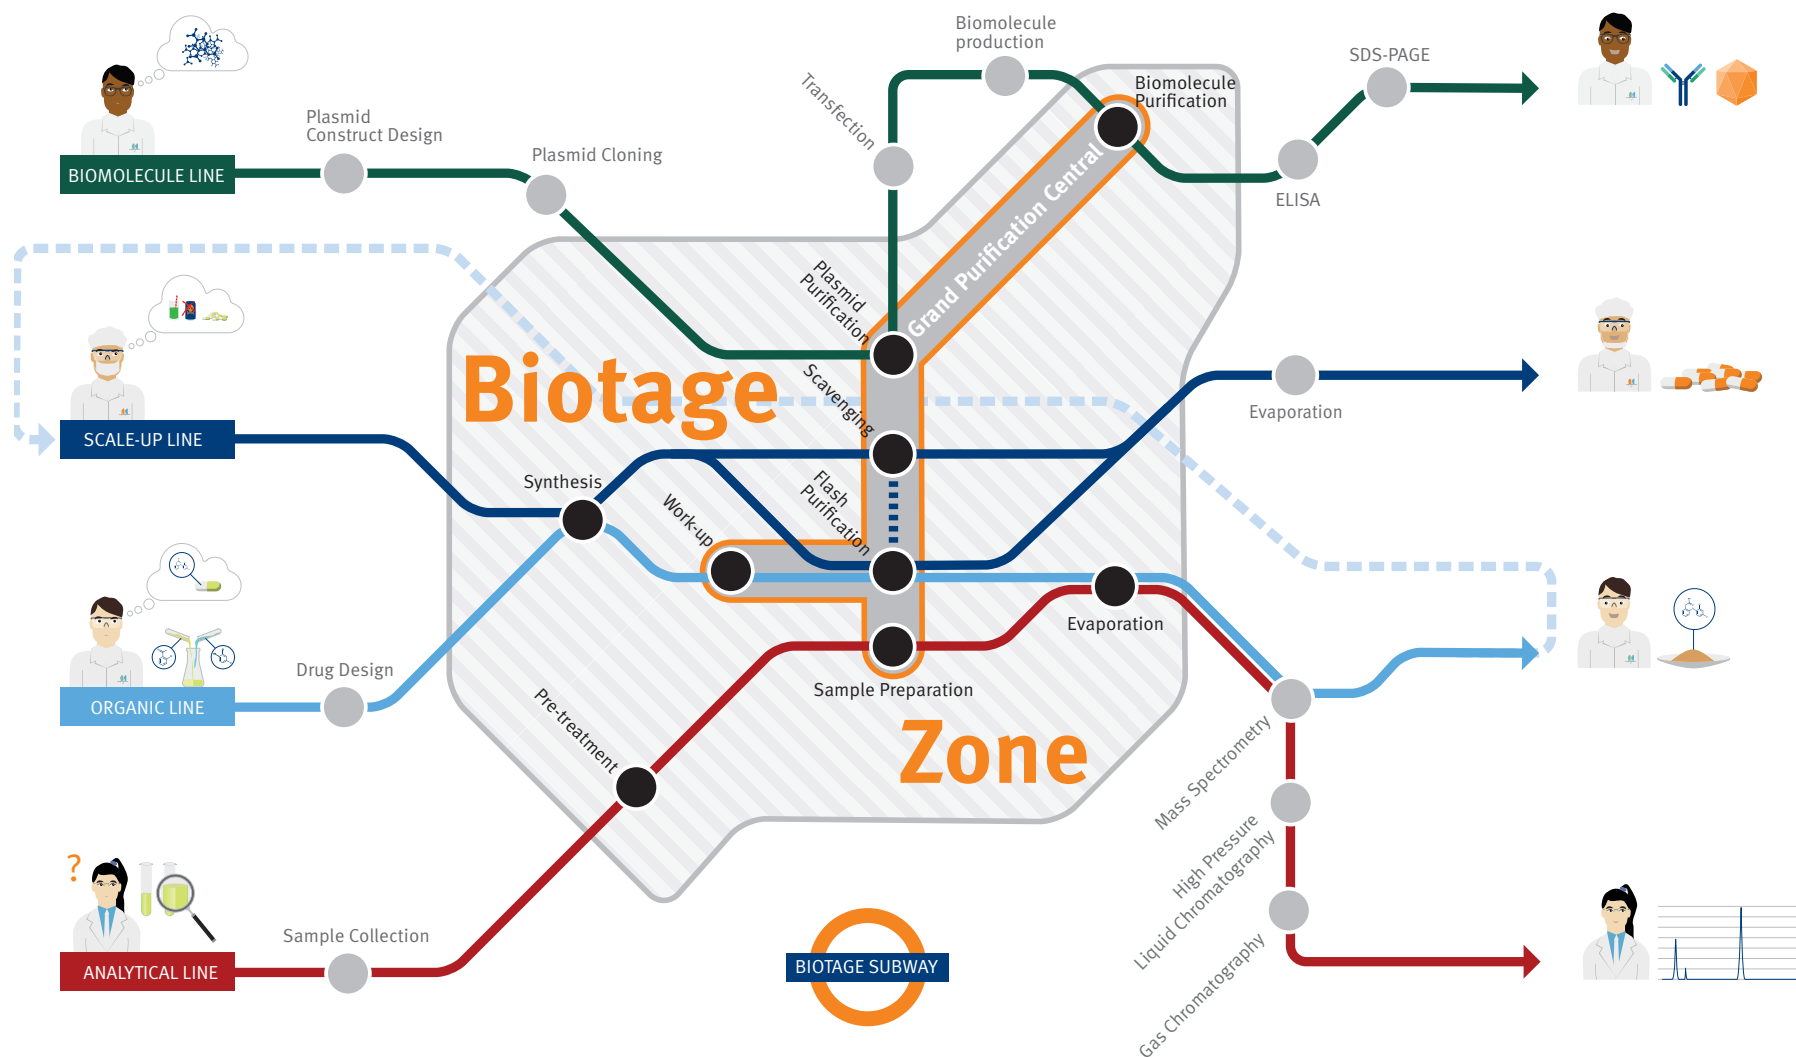 Biomolecule
production
SDS-PAGE
Transfection
Biomolecule
Purification
Plasmid
Construct Design
Plasmid Cloning
BIOMOLECULE LINE
ELISA
Grand Purification Central
Plasmid
Purification
Biotage
Scavenging
Evaporation
SCALE-UP LINE
Synthesis
Flash
Purification
Work-up
Evaporation
Drug Design
ORGANIC LINE
Sample Preparation
Pre-treatment
Zone
Mass Spectrometry
High Pressure
Liquid Chromatography
?
Sample Collection
ANALYTICAL LINE
BIOTAGE SUBWAY
Gas Chromatography